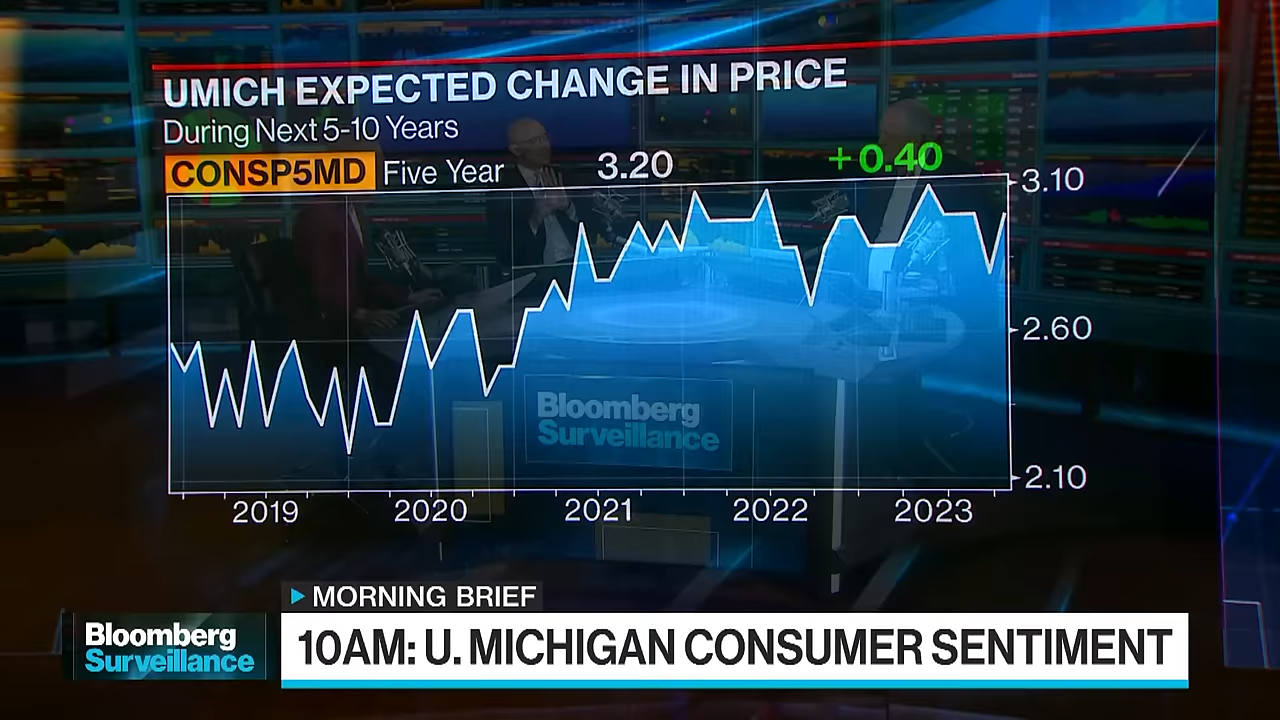 UMICH EXPECTED CHANGE IN PRICE
During Next 5-10 Years
CONSP5MD Five Year 3.20 +0.40
3.10
2.60
2.10
2019 2020 2021 2022 2023
Bloomberg
Surveillance
MORNING BRIEF
Bloomberg
Surveillance
10AM: U. MICHIGAN CONSUMER SENTIMENT